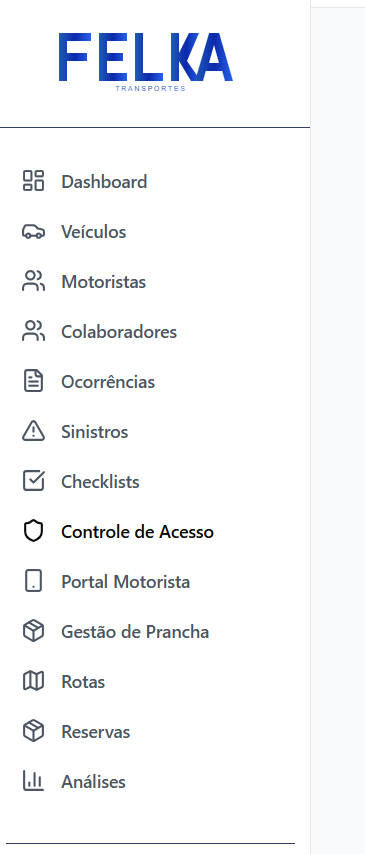 FELKA
TRANSPORTES
Dashboard
Veículos
Motoristas
Colaboradores
Ocorrências
Sinistros
Checklists
Controle de Acesso
Portal Motorista
Gestão de Prancha
Rotas
Reservas
Análises